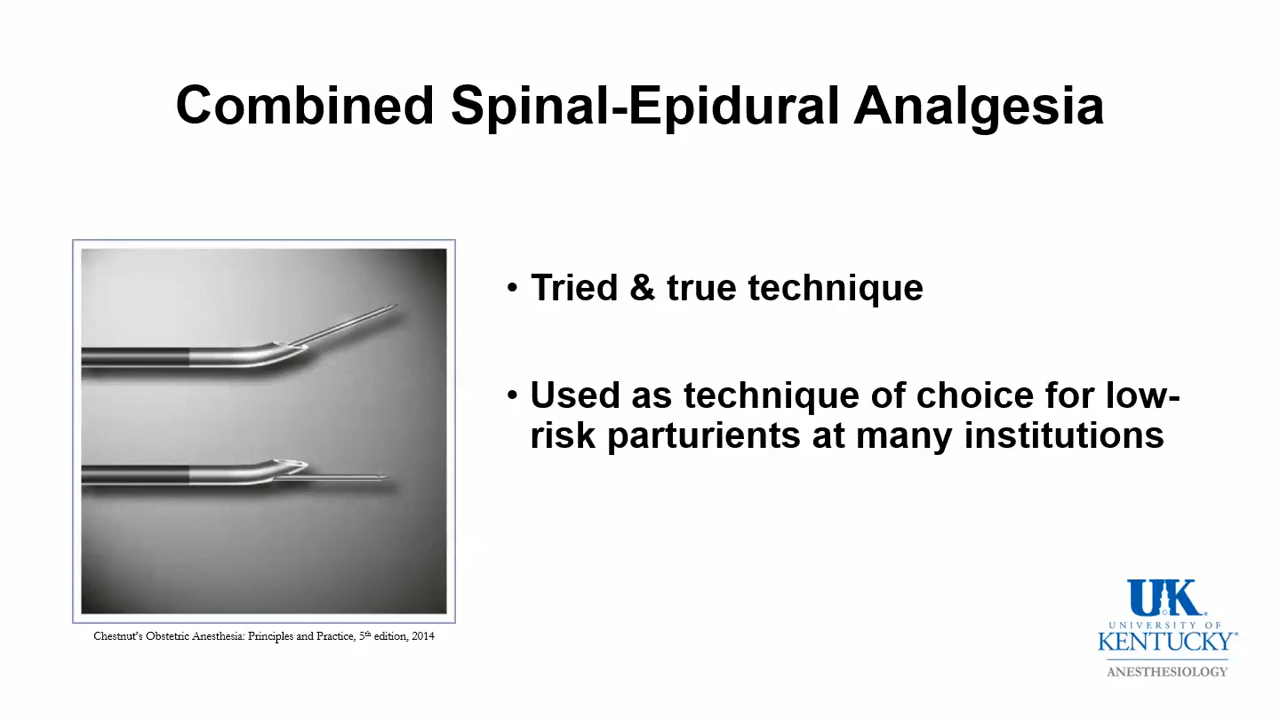 Combined Spinal-Epidural Analgesia
• Tried & true technique
• Used as technique of choice for low-
risk parturients at many institutions
Chestnut's Obstetric Anesthesia: Principles and Practice, 5th edition, 2014
UK
UNIVERSITY OF
KENTUCKY®
ANESTHESIOLOGY